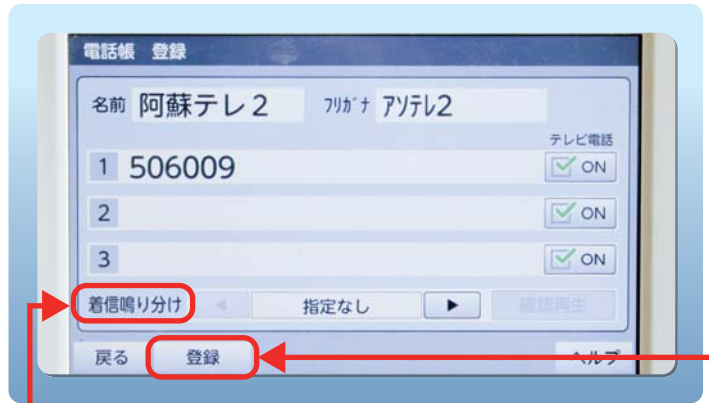 電話帳 登録
名前 阿蘇テレ2 フリガナ アソテレ2
テレビ電話
1 506009 ON
2 ON
3 ON
着信鳴り分け ◀ 指定なし ▶ 確認再生
戻る 登録 ヘルプ